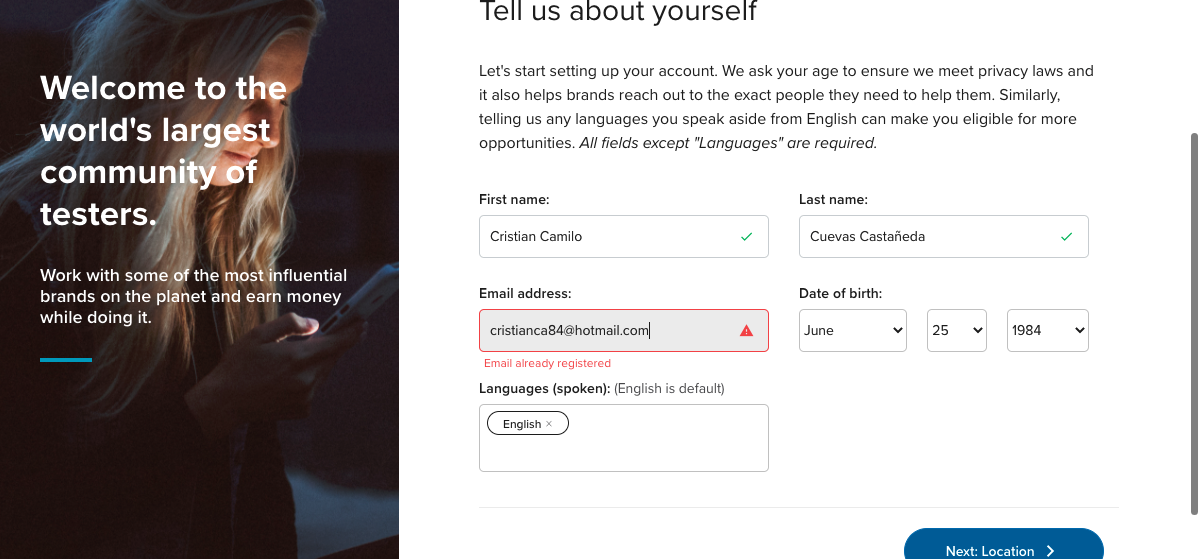 Welcome to the
world's largest
community of
testers.
Work with some of the most influential
brands on the planet and earn money
while doing it.
Tell us about yourself
Let's start setting up your account. We ask your age to ensure we meet privacy laws and
it also helps brands reach out to the exact people they need to help them. Similarly,
telling us any languages you speak aside from English can make you eligible for more
opportunities. All fields except "Languages" are required.
First name:
Last name:
Cristian Camilo
Cuevas Castañeda
Email address:
Date of birth:
cristianca84@hotmail.com
June
25
1984
Email already registered
Languages (spoken): (English is default)
English ×
Next: Location